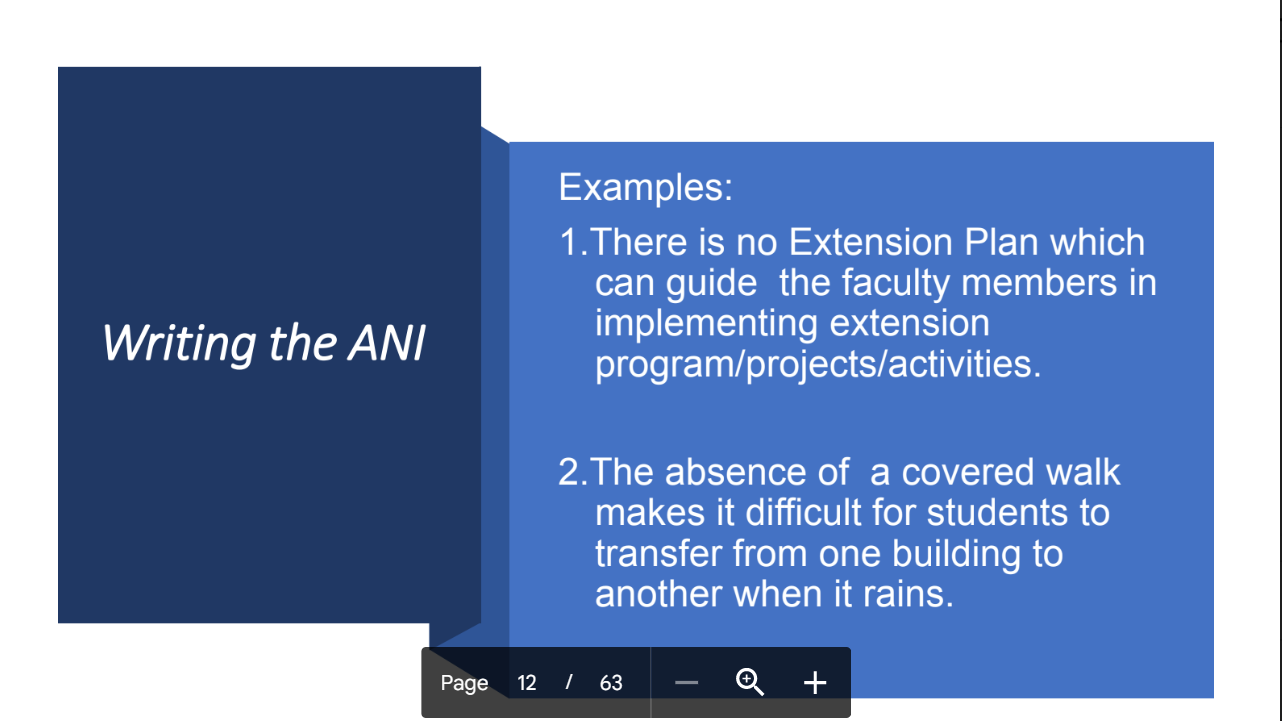 Writing the ANI
Examples:
1.There is no Extension Plan which
can guide  the faculty members in
implementing extension
program/projects/activities.
2.The absence of  a covered walk
makes it difficult for students to
transfer from one building to
another when it rains.
Page 12 / 63